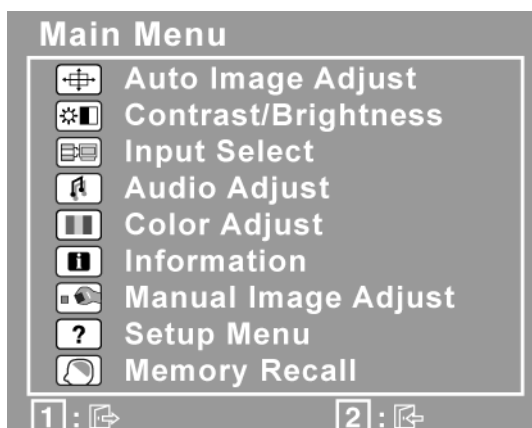 Main Menu
Auto Image Adjust
Contrast/Brightness
Input Select
Audio Adjust
Color Adjust
Information
Manual Image Adjust
? Setup Menu
Memory Recall
1 : 2 :